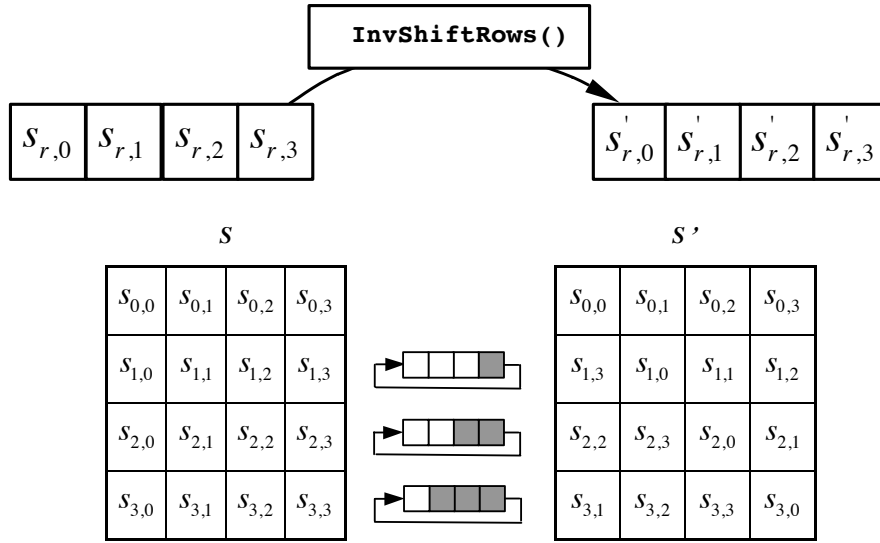 InvShiftRows()
s_{r,0} s_{r,1} s_{r,2} s_{r,3} s'_{r,0} s'_{r,1} s'_{r,2} s'_{r,3}
S S'
s_{0,0} s_{0,1} s_{0,2} s_{0,3} s_{0,0} s_{0,1} s_{0,2} s_{0,3}
s_{1,0} s_{1,1} s_{1,2} s_{1,3} s_{1,3} s_{1,0} s_{1,1} s_{1,2}
s_{2,0} s_{2,1} s_{2,2} s_{2,3} s_{2,2} s_{2,3} s_{2,0} s_{2,1}
s_{3,0} s_{3,1} s_{3,2} s_{3,3} s_{3,1} s_{3,2} s_{3,3} s_{3,0}